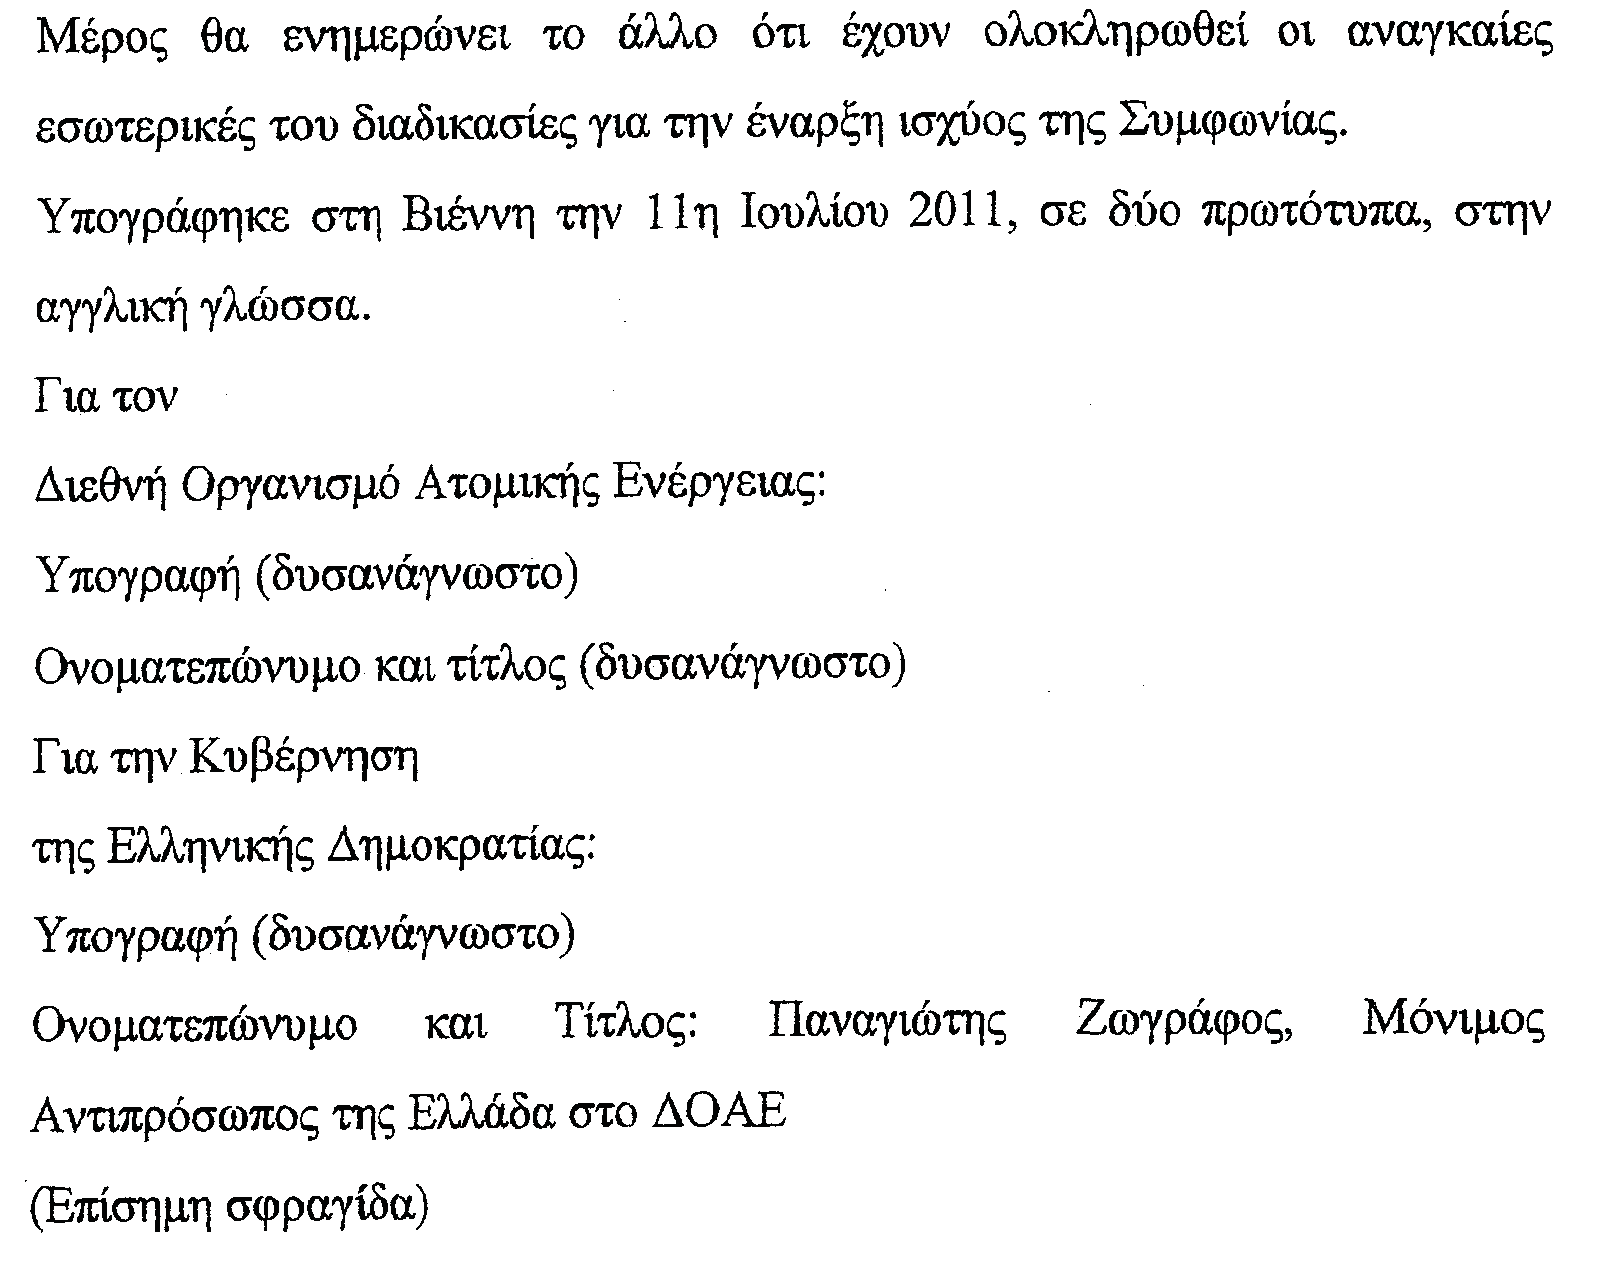 Μέρος θα ενημερώνει το άλλο ότι έχουν ολοκληρωθεί οι αναγκαίες
εσωτερικές του διαδικασίες για την έναρξη ισχύος της Συμφωνίας.
Υπογράφηκε στη Βιέννη την 11η Ιουλίου 2011, σε δύο πρωτότυπα, στην
αγγλική γλώσσα.
Για τον
Διεθνή Οργανισμό Ατομικής Ενέργειας:
Υπογραφή (δυσανάγνωστο)
Ονοματεπώνυμο και τίτλος (δυσανάγνωστο)
Για την Κυβέρνηση
της Ελληνικής Δημοκρατίας:
Υπογραφή (δυσανάγνωστο)
Ονοματεπώνυμο και Τίτλος: Παναγιώτης Ζωγράφος, Μόνιμος
Αντιπρόσωπος της Ελλάδα στο ΔΟΑΕ
(Επίσημη σφραγίδα)